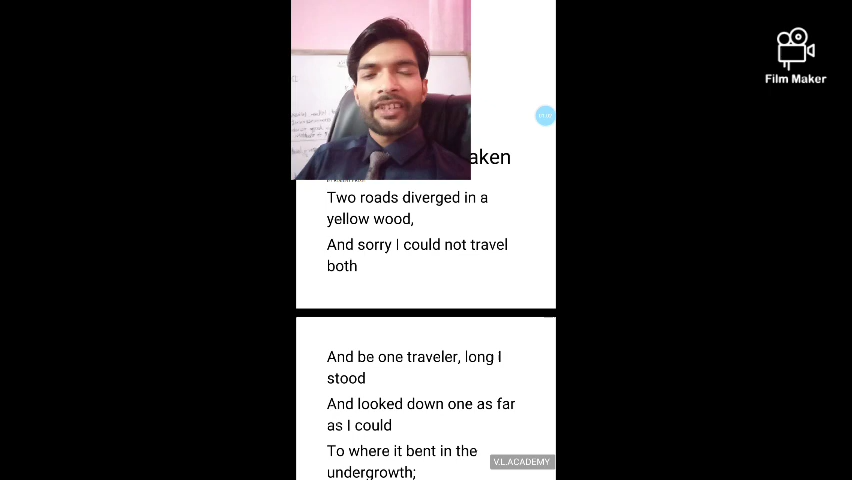 Film Maker
aken
Two roads diverged in a
yellow wood,
And sorry I could not travel
both
And be one traveler, long I
stood
And looked down one as far
as I could
To where it bent in the
undergrowth;
V.L.ACADEMY